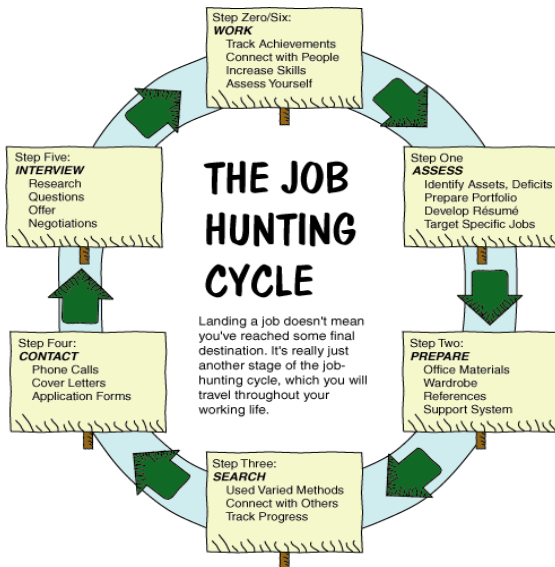 Step Zero/Six:
WORK
Track Achievements
Connect with People
Increase Skills
Assess Yourself
Step One
ASSESS
Identify Assets, Deficits
Prepare Portfolio
Develop Résumé
Target Specific Jobs
Step Two:
PREPARE
Office Materials
Wardrobe
References
Support System
Step Three:
SEARCH
Used Varied Methods
Connect with Others
Track Progress
Step Four:
CONTACT
Phone Calls
Cover Letters
Application Forms
Step Five:
INTERVIEW
Research
Questions
Offer
Negotiations
THE JOB
HUNTING
CYCLE
Landing a job doesn't mean
you've reached some final
destination. It's really just
another stage of the job-
hunting cycle, which you will
travel throughout your
working life.